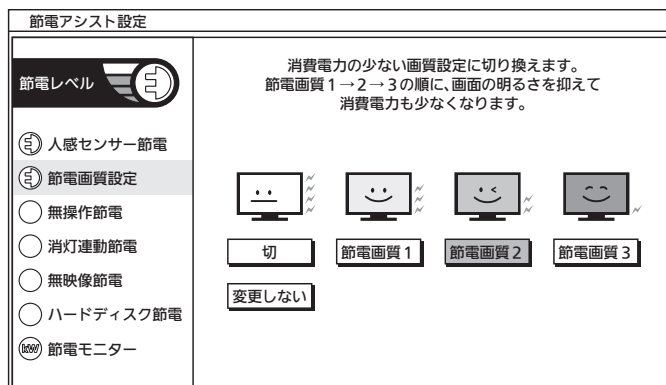 節電アシスト設定
節電レベル
人感センサー節電
節電画質設定
無操作節電
消灯連動節電
無映像節電
ハードディスク節電
kW 節電モニター
消費電力の少ない画質設定に切り換えます。
節電画質1→2→3の順に、画面の明るさを抑えて
消費電力も少なくなります。
切
節電画質1
節電画質2
節電画質3
変更しない